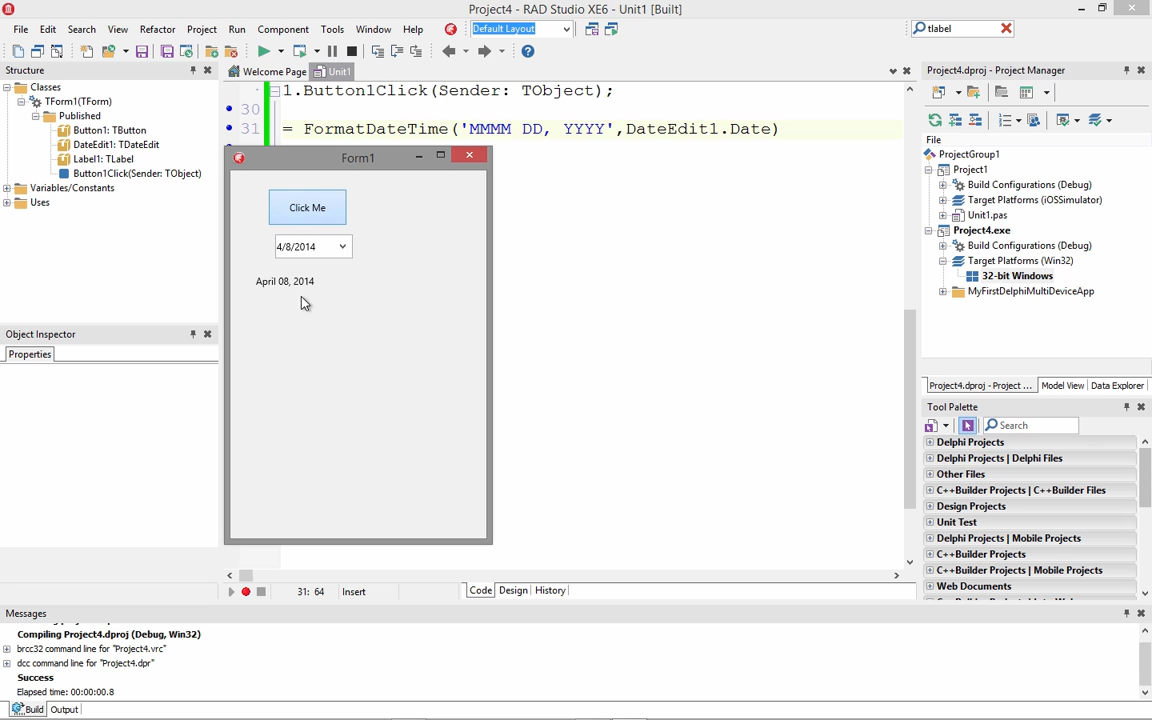 Project4 - RAD Studio XE6 - Unit1 [Built]
File Edit Search View Refactor Project Run Component Tools Window Help
Default Layout
tlabel
Structure
Classes
TForm1(TForm)
Published
Button1: TButton
DateEdit1: TDateEdit
Label1: TLabel
Button1Click(Sender: TObject)
Variables/Constants
Uses
Object Inspector
Properties
Welcome Page
Unit1
1.Button1Click(Sender: TObject);
30
31 = FormatDateTime('MMMM DD, YYYY',DateEdit1.Date)
Form1
Click Me
4/8/2014
April 08, 2014
31: 64 Insert
Code Design History
Project4.dproj - Project Manager
File
ProjectGroup1
Project1
Build Configurations (Debug)
Target Platforms (iOSSimulator)
Unit1.pas
Project4.exe
Build Configurations (Debug)
Target Platforms (Win32)
32-bit Windows
MyFirstDelphiMultiDeviceApp
Project4.dproj - Project ... Model View Data Explorer
Tool Palette
Search
Delphi Projects
Delphi Projects | Delphi Files
Other Files
C++Builder Projects | C++Builder Files
Design Projects
Unit Test
Delphi Projects | Mobile Projects
C++Builder Projects
C++Builder Projects | Mobile Projects
Web Documents
Messages
Compiling Project4.dproj (Debug, Win32)
brcc32 command line for "Project4.vrc"
dcc command line for "Project4.dpr"
Success
Elapsed time: 00:00:00.8
Build Output